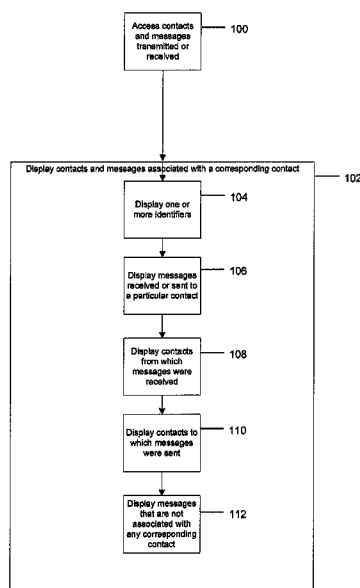 Access contacts
and messages
transmitted or
received
100
Display contacts and messages associated with a corresponding contact
102
Display one or
more identifiers
104
Display messages
received or sent to
a particular contact
106
Display contacts
from which
messages were
received
108
Display contacts to
which messages
were sent
110
Display messages
that are not
associated with
any corresponding
contact
112